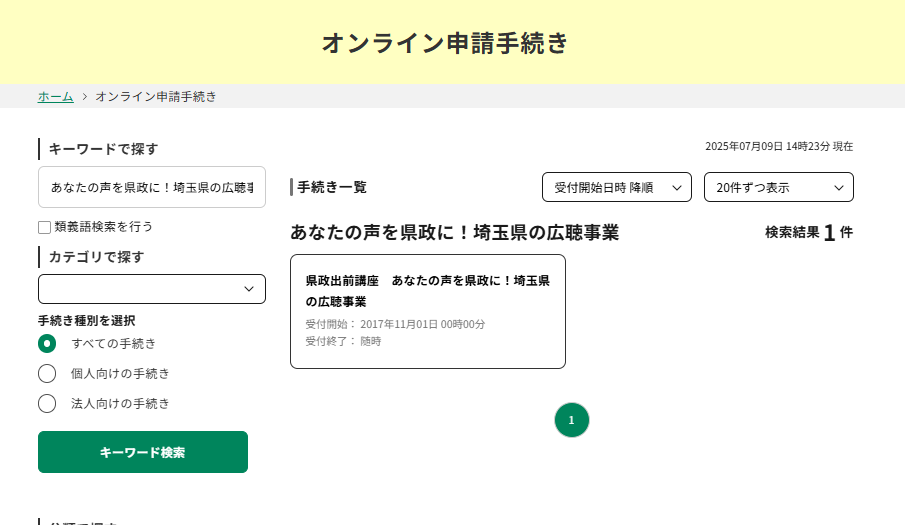 オンライン申請手続き
ホーム > オンライン申請手続き
キーワードで探す
あなたの声を県政に！埼玉県の広聴事
類義語検索を行う
カテゴリで探す
手続き種別を選択
すべての手続き
個人向けの手続き
法人向けの手続き
キーワード検索
2025年07月09日 14時23分 現在
手続き一覧
受付開始日時 降順
20件ずつ表示
あなたの声を県政に！埼玉県の広聴事業
検索結果 1 件
県政出前講座　あなたの声を県政に！埼玉県
の広聴事業
受付開始： 2017年11月01日 00時00分
受付終了： 随時
1